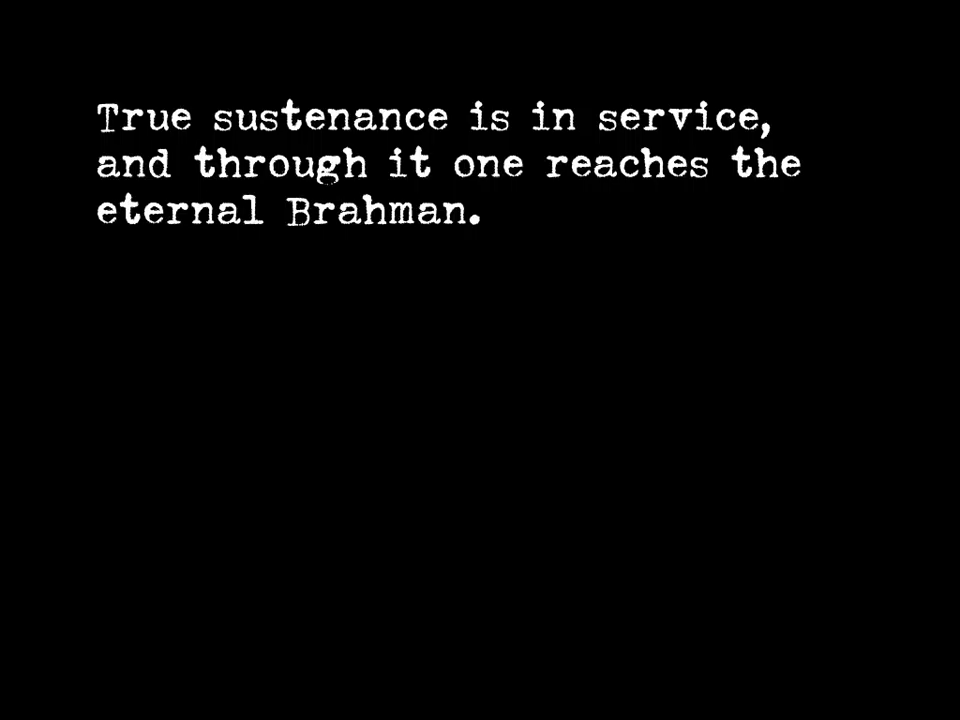 True sustenance is in service,
and through it one reaches the
eternal Brahman.